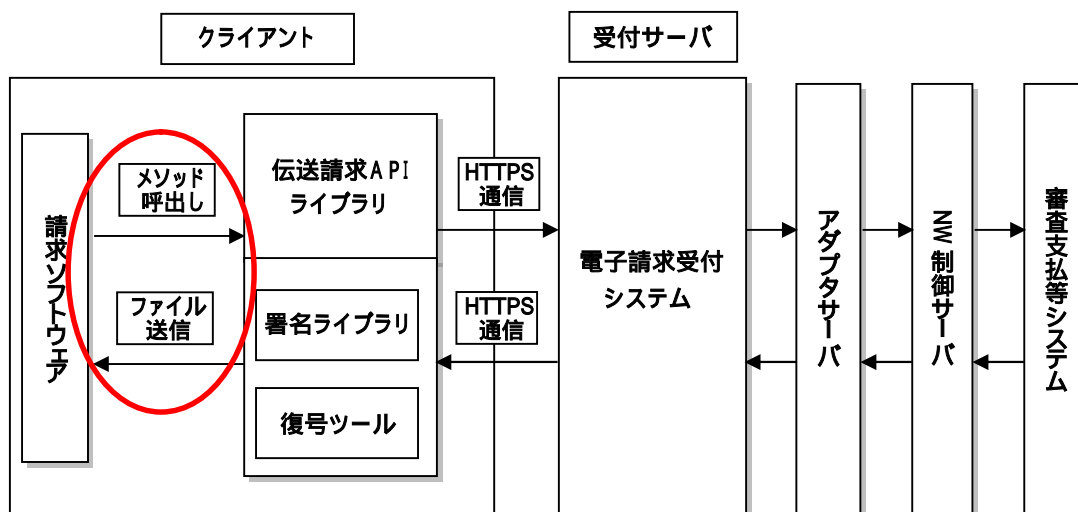 クライアント
受付サーバ
請求ソフトウェア
メソッド
呼出し
ファイル
送信
伝送請求API
ライブラリ
署名ライブラリ
復号ツール
HTTPS
通信
HTTPS
通信
電子請求受付
システム
アダプタサーバ
NW制御サーバ
審査支払等システム